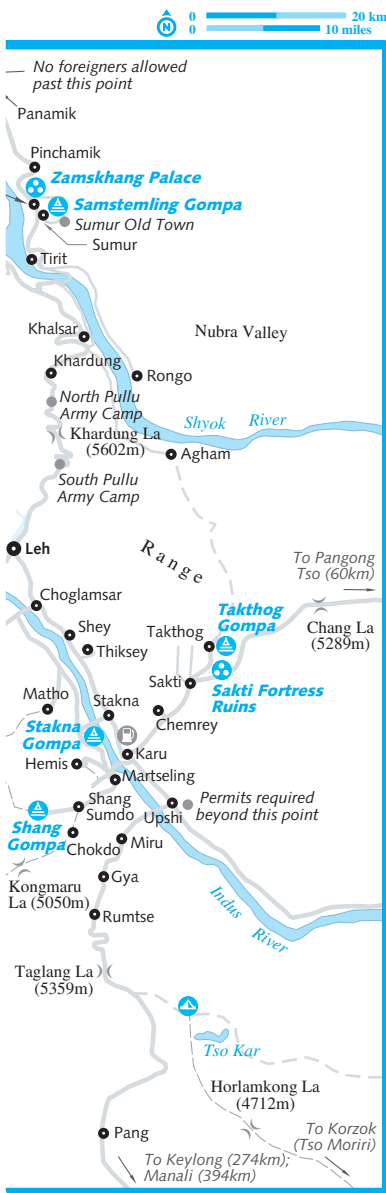 N
0 20 km
0 10 miles
No foreigners allowed
past this point
Panamik
Pinchamik
Zamskhang Palace
Samstemling Gompa
Sumur Old Town
Sumur
Tirit
Khalsar
Nubra Valley
Khardung
Rongo
North Pullu
Army Camp
Shyok River
Khardung La
(5602m)
Agham
South Pullu
Army Camp
Range
Leh
To Pangong
Tso (60km)
Choglamsar
Takthog
Gompa
Chang La
(5289m)
Shey
Takthog
Thiksey
Sakti
Sakti Fortress
Ruins
Matho
Stakna
Chemrey
Stakna
Gompa
Karu
Hemis
Martseling
Shang
Sumdo
Permits required
beyond this point
Upshi
Shang
Gompa
Chokdo
Miru
Kongmaru
La (5050m)
Gya
Indus
River
Rumtse
Taglang La
(5359m)
Tso Kar
Horlamkong La
(4712m)
To Korzok
(Tso Moriri)
Pang
To Keylong (274km);
Manali (394km)